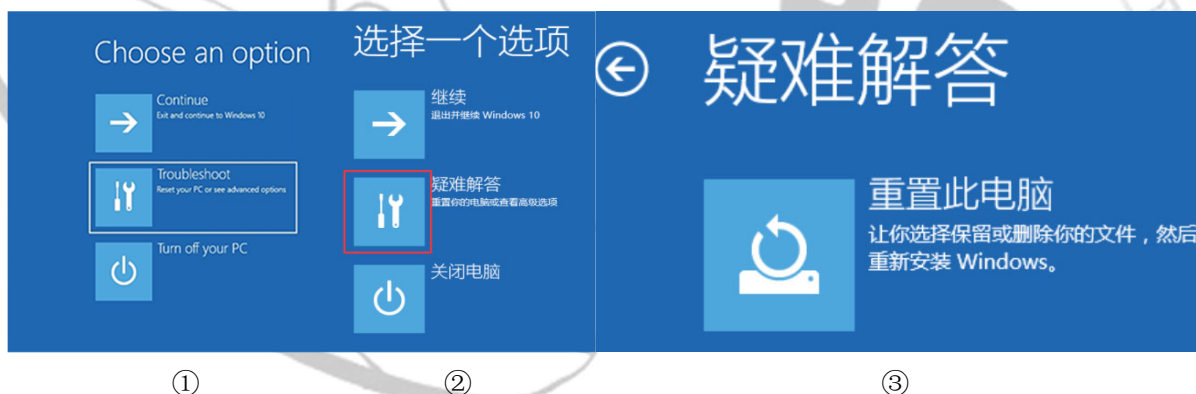 Choose an option
Continue
Exit and continue to Windows 10
Troubleshoot
Reset your PC or see advanced options
Turn off your PC
选择一个选项
继续
退出并继续 Windows 10
疑难解答
重置你的电脑或查看高级选项
关闭电脑
疑难解答
重置此电脑
让你选择保留或删除你的文件，然后
重新安装 Windows。
①
②
③